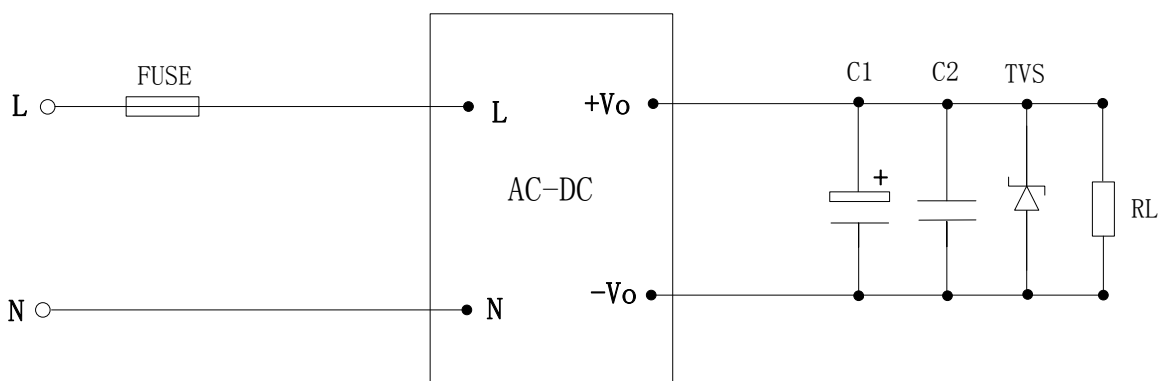 FUSE
C1 C2 TVS
L L +Vo
AC-DC
+
RL
N N -Vo